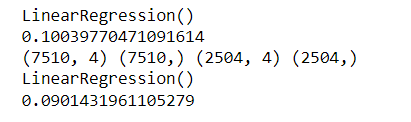 LinearRegression()
0.10039770471091614
(7510, 4) (7510,) (2504, 4) (2504,)
LinearRegression()
0.0901431961105279